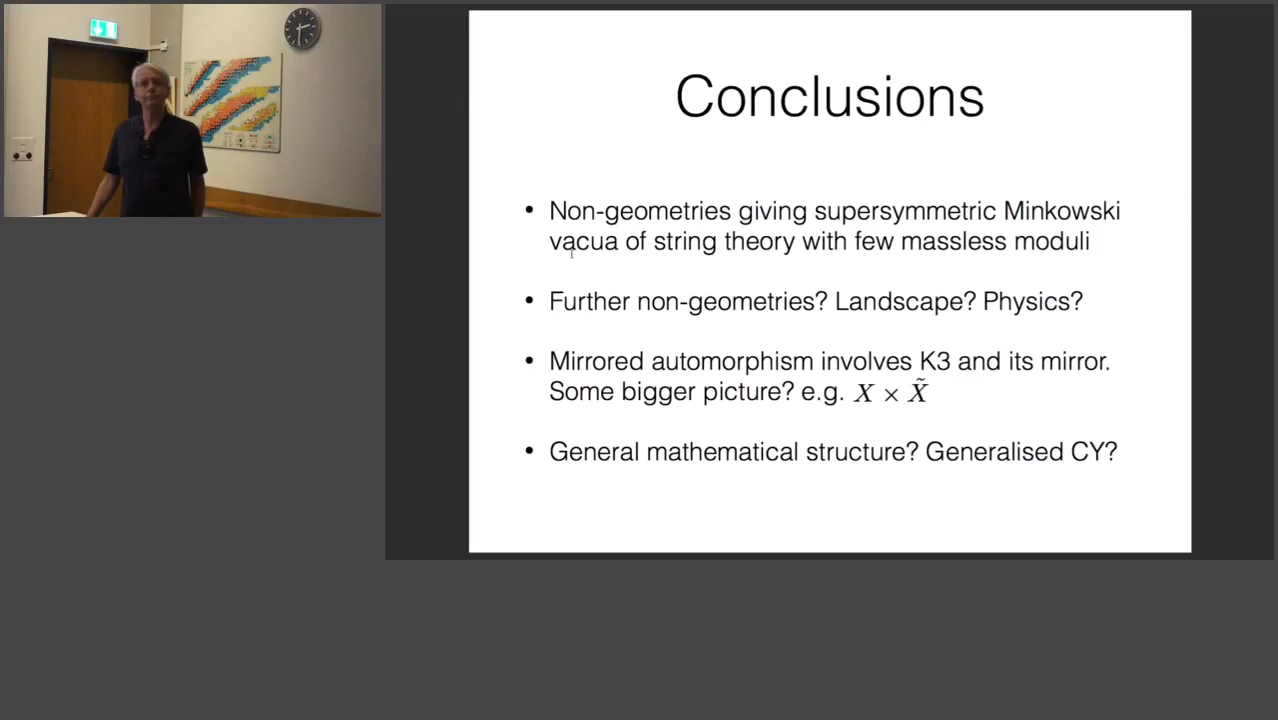 Conclusions
• Non-geometries giving supersymmetric Minkowski
vacua of string theory with few massless moduli
• Further non-geometries? Landscape? Physics?
• Mirrored automorphism involves K3 and its mirror.
Some bigger picture? e.g. X × X̃
• General mathematical structure? Generalised CY?